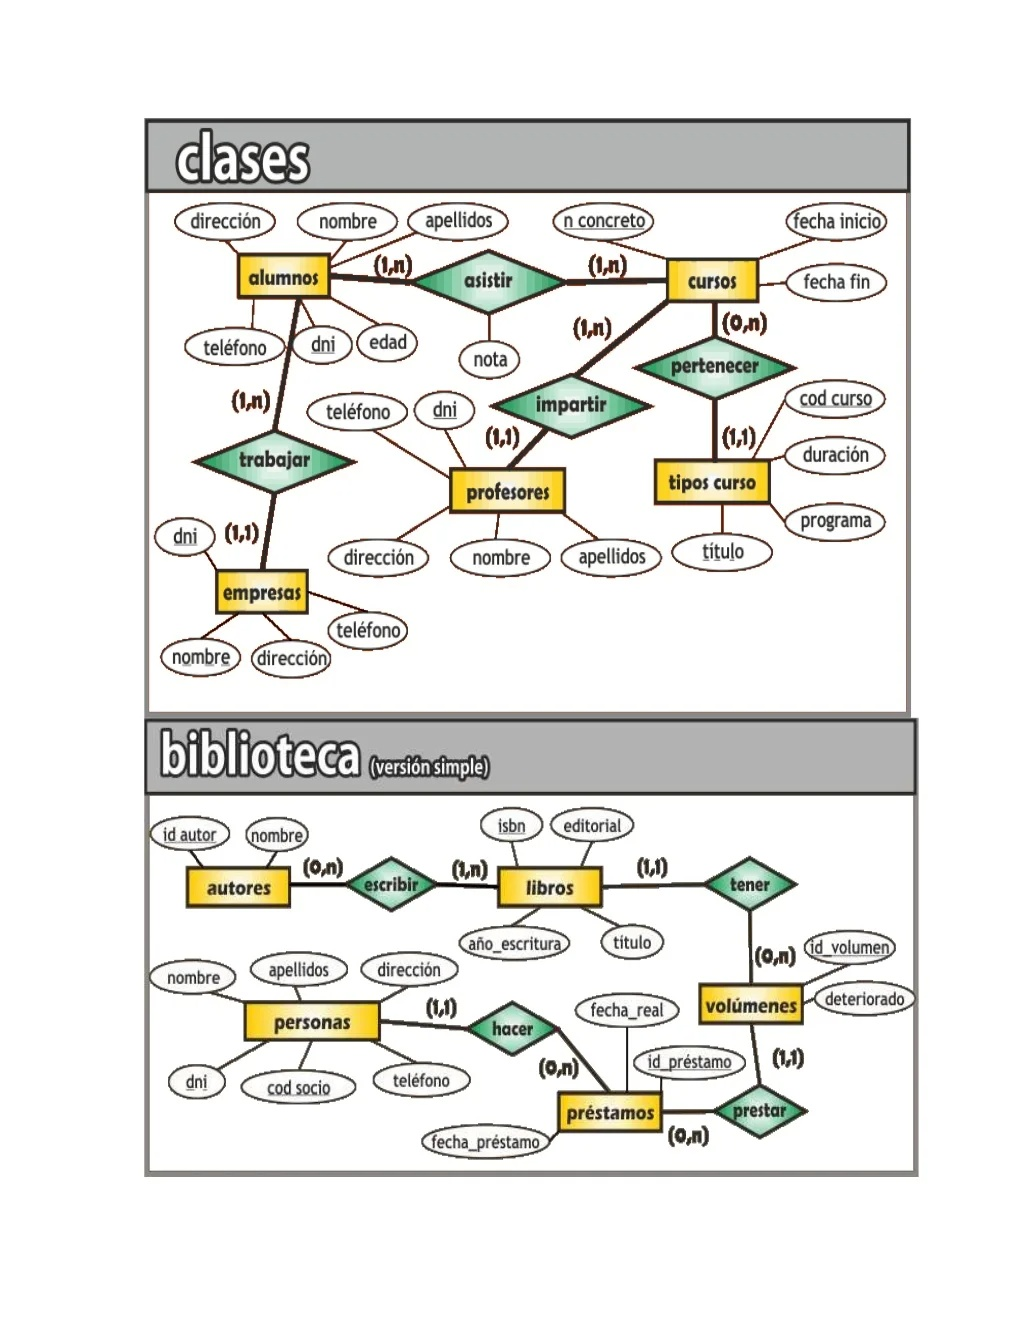 clases
dirección
nombre
apellidos
n concreto
fecha inicio
alumnos
(1,n)
asistir
(1,n)
cursos
fecha fin
teléfono
dni
edad
nota
(1,n)
(0,n)
pertenecer
(1,n)
teléfono
dni
impartir
cod curso
(1,1)
(1,1)
duración
trabajar
profesores
tipos curso
programa
dni
(1,1)
dirección
nombre
apellidos
título
empresas
teléfono
nombre
dirección
biblioteca (versión simple)
id autor
nombre
isbn
editorial
autores
(0,n)
escribir
(1,n)
libros
(1,1)
tener
año_escritura
título
(0,n)
id_volumen
nombre
apellidos
dirección
volúmenes
deteriorado
personas
(1,1)
hacer
fecha_real
(0,n)
id_préstamo
(1,1)
dni
cod socio
teléfono
préstamos
prestar
fecha_préstamo
(0,n)